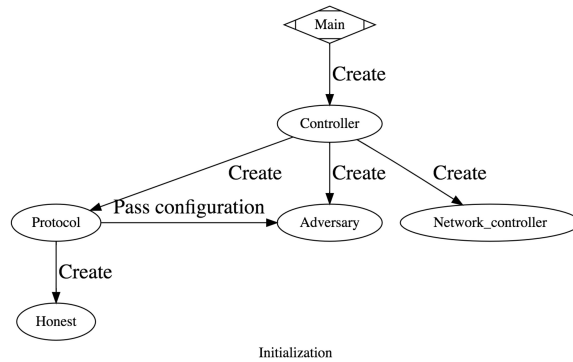 Main
Create
Controller
Create
Create
Create
Pass configuration
Protocol
Adversary
Network_controller
Create
Honest
Initialization